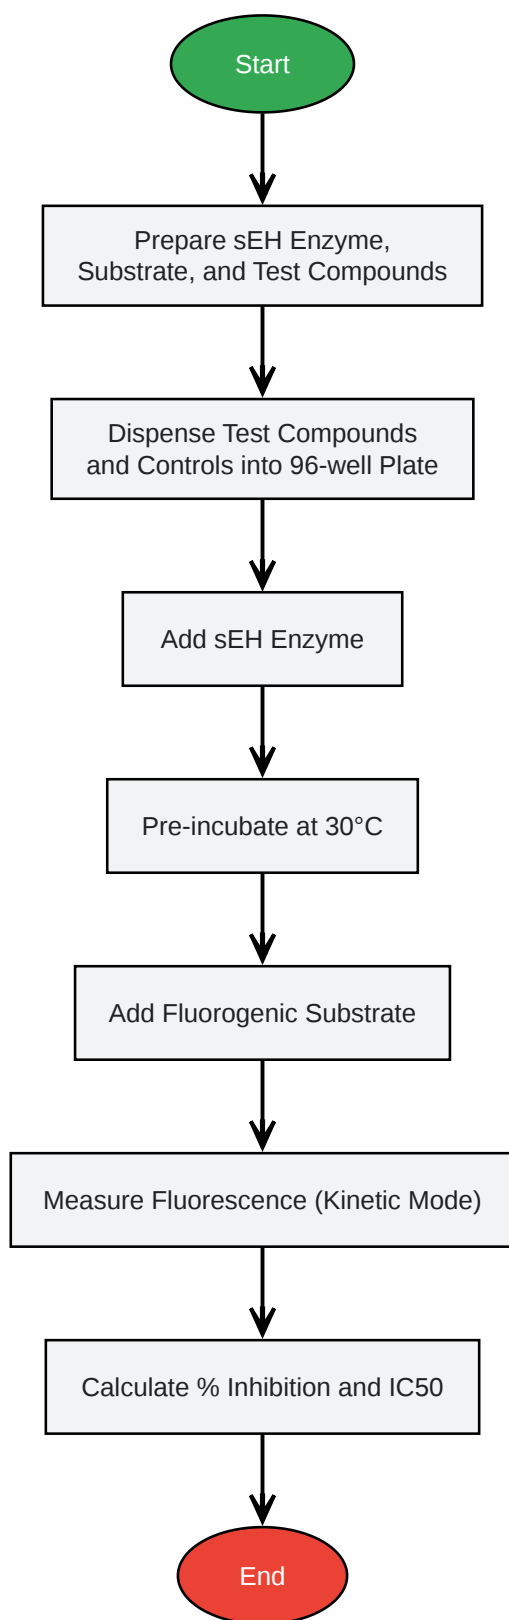 Start
Prepare sEH Enzyme,
Substrate, and Test Compounds
Dispense Test Compounds
and Controls into 96-well Plate
Add sEH Enzyme
Pre-incubate at 30°C
Add Fluorogenic Substrate
Measure Fluorescence (Kinetic Mode)
Calculate % Inhibition and IC50
End